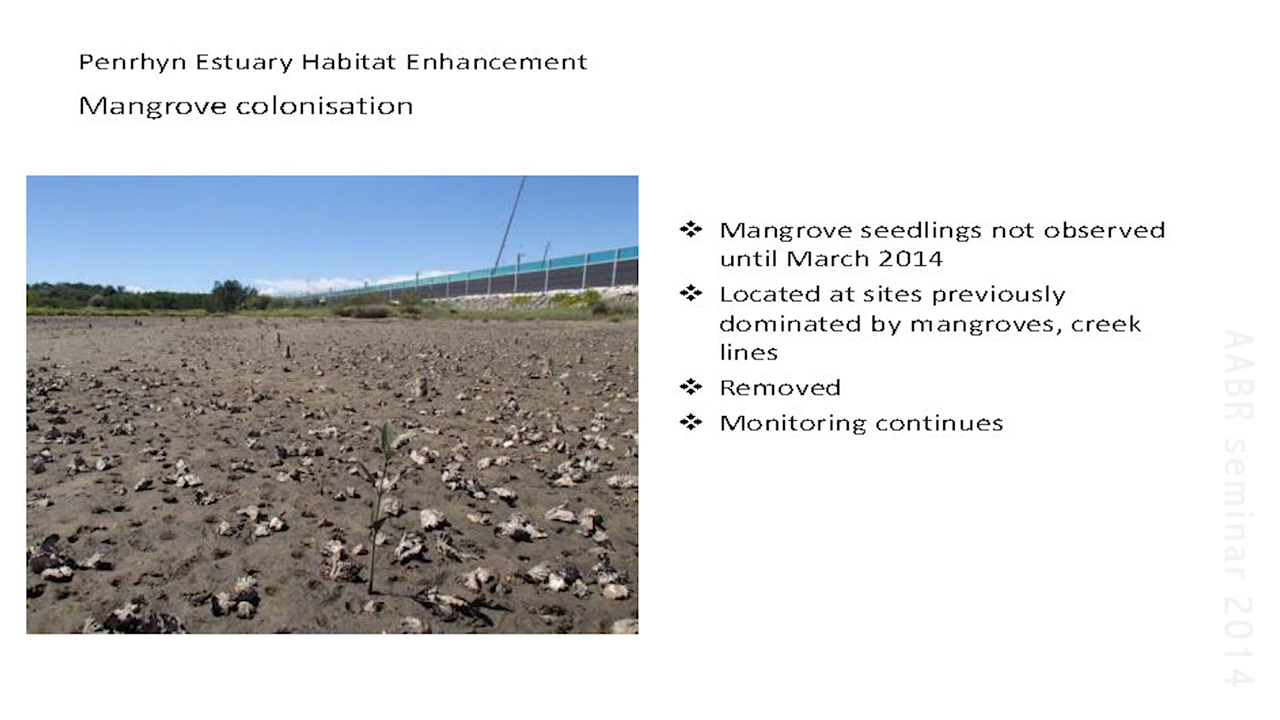 Penrhyn Estuary Habitat Enhancement
Mangrove colonisation
Mangrove seedlings not observed
until March 2014
Located at sites previously
dominated by mangroves, creek
lines
Removed
Monitoring continues
AABR seminar 2014